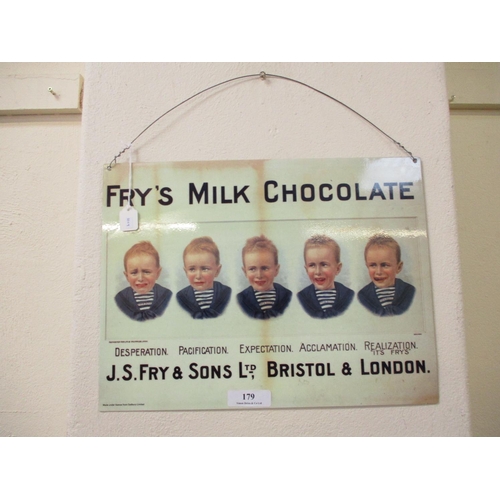 FRY'S MILK CHOCOLATE
DESPERATION. PACIFICATION. EXPECTATION. ACCLAMATION. REALIZATION.
"IT'S FRY'S"
J.S. FRY & SONS LTD, BRISTOL & LONDON.
179